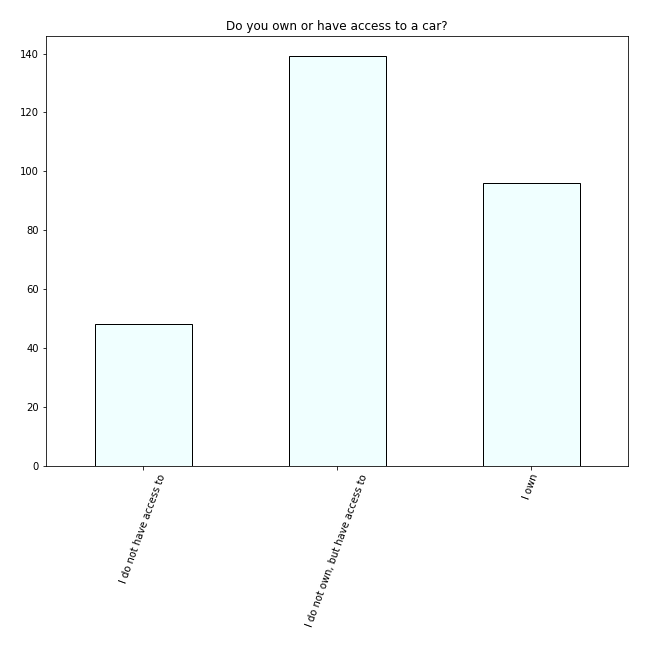 Do you own or have access to a car?
140
120
100
80
60
40
20
0
I do not have access to
I do not own, but have access to
I own